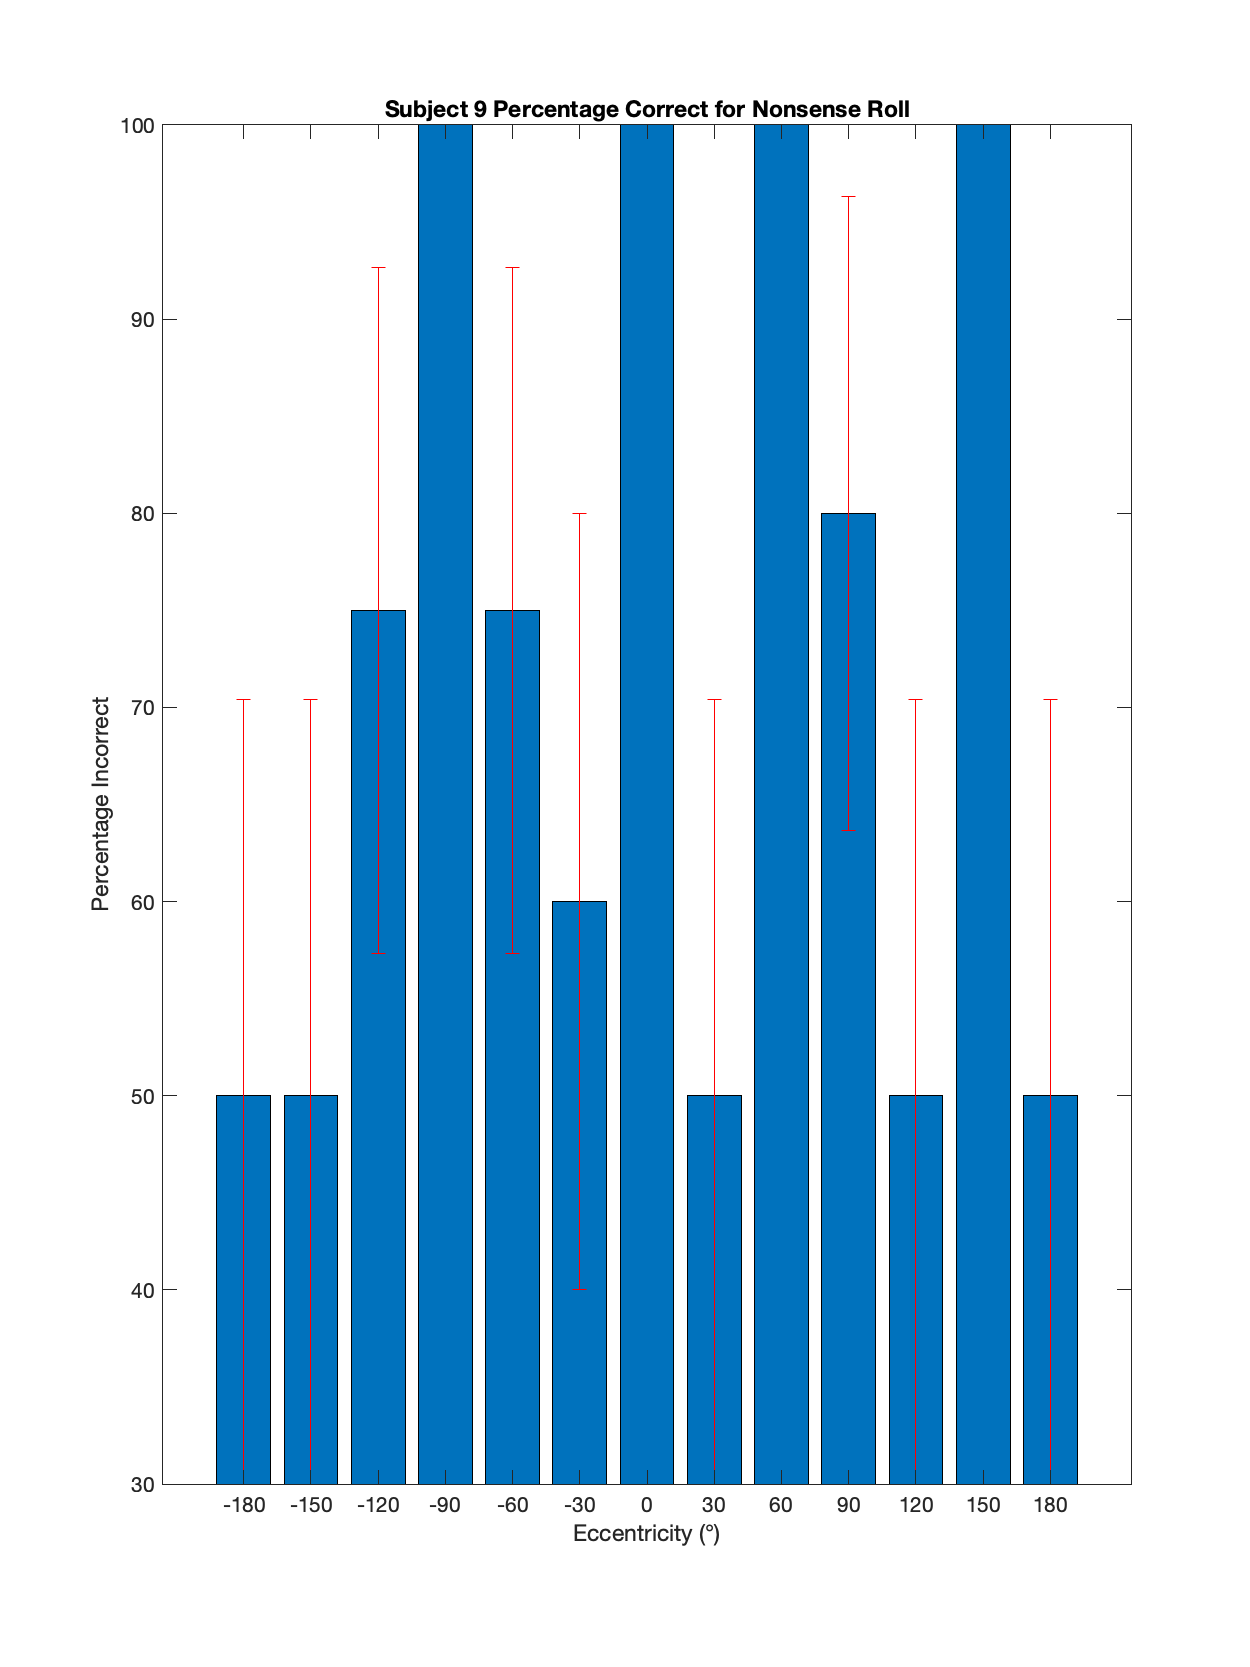 Subject 9 Percentage Correct for Nonsense Roll
100
90
80
70
60
50
40
30
Percentage Incorrect
-180 -150 -120 -90 -60 -30 0 30 60 90 120 150 180
Eccentricity (°)